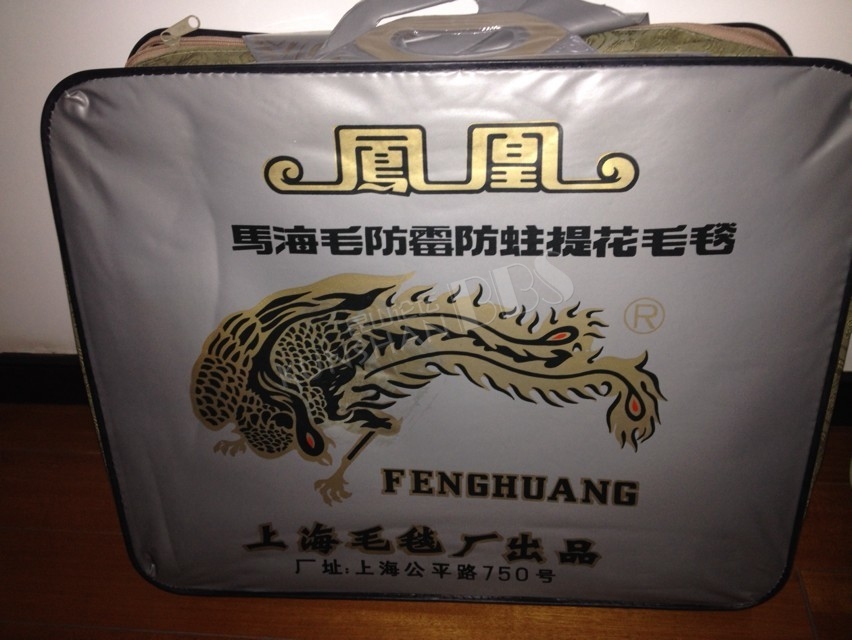 鳳凰
馬海毛防霉防蛀提花毛毯
BBS
®
FENGHUANG
上海毛毯厂出品
厂址:上海公平路750号